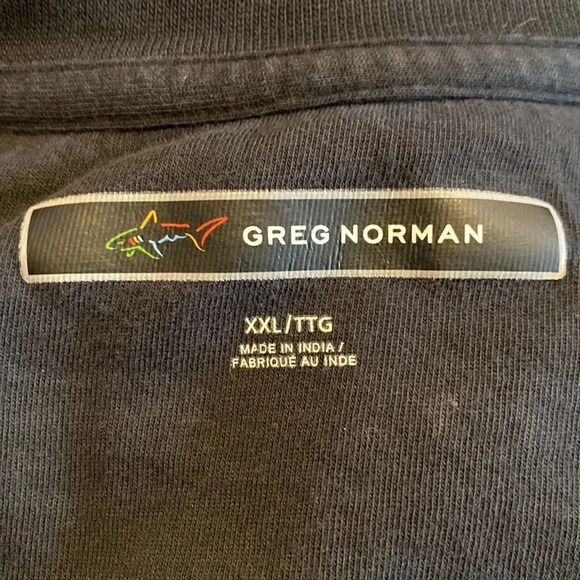 GREG NORMAN
XXL/TTG
MADE IN INDIA/
FABRIQUÉ AU INDE